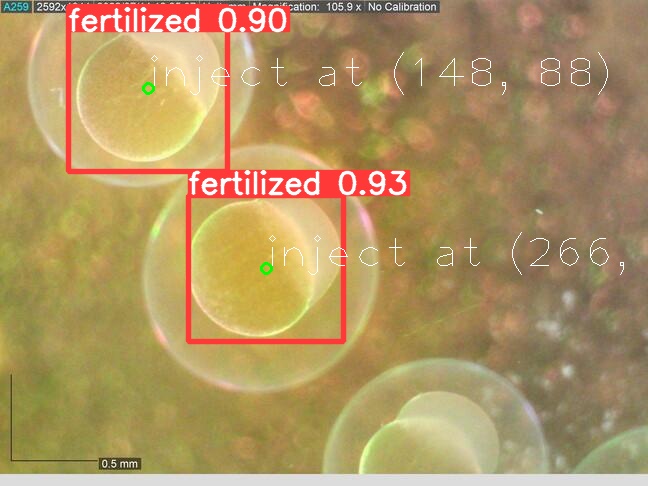 A259 2592x Magnification: 105.9 x No Calibration
fertilized 0.90
inject at (148, 88)
fertilized 0.93
inject at (266,
0.5 mm